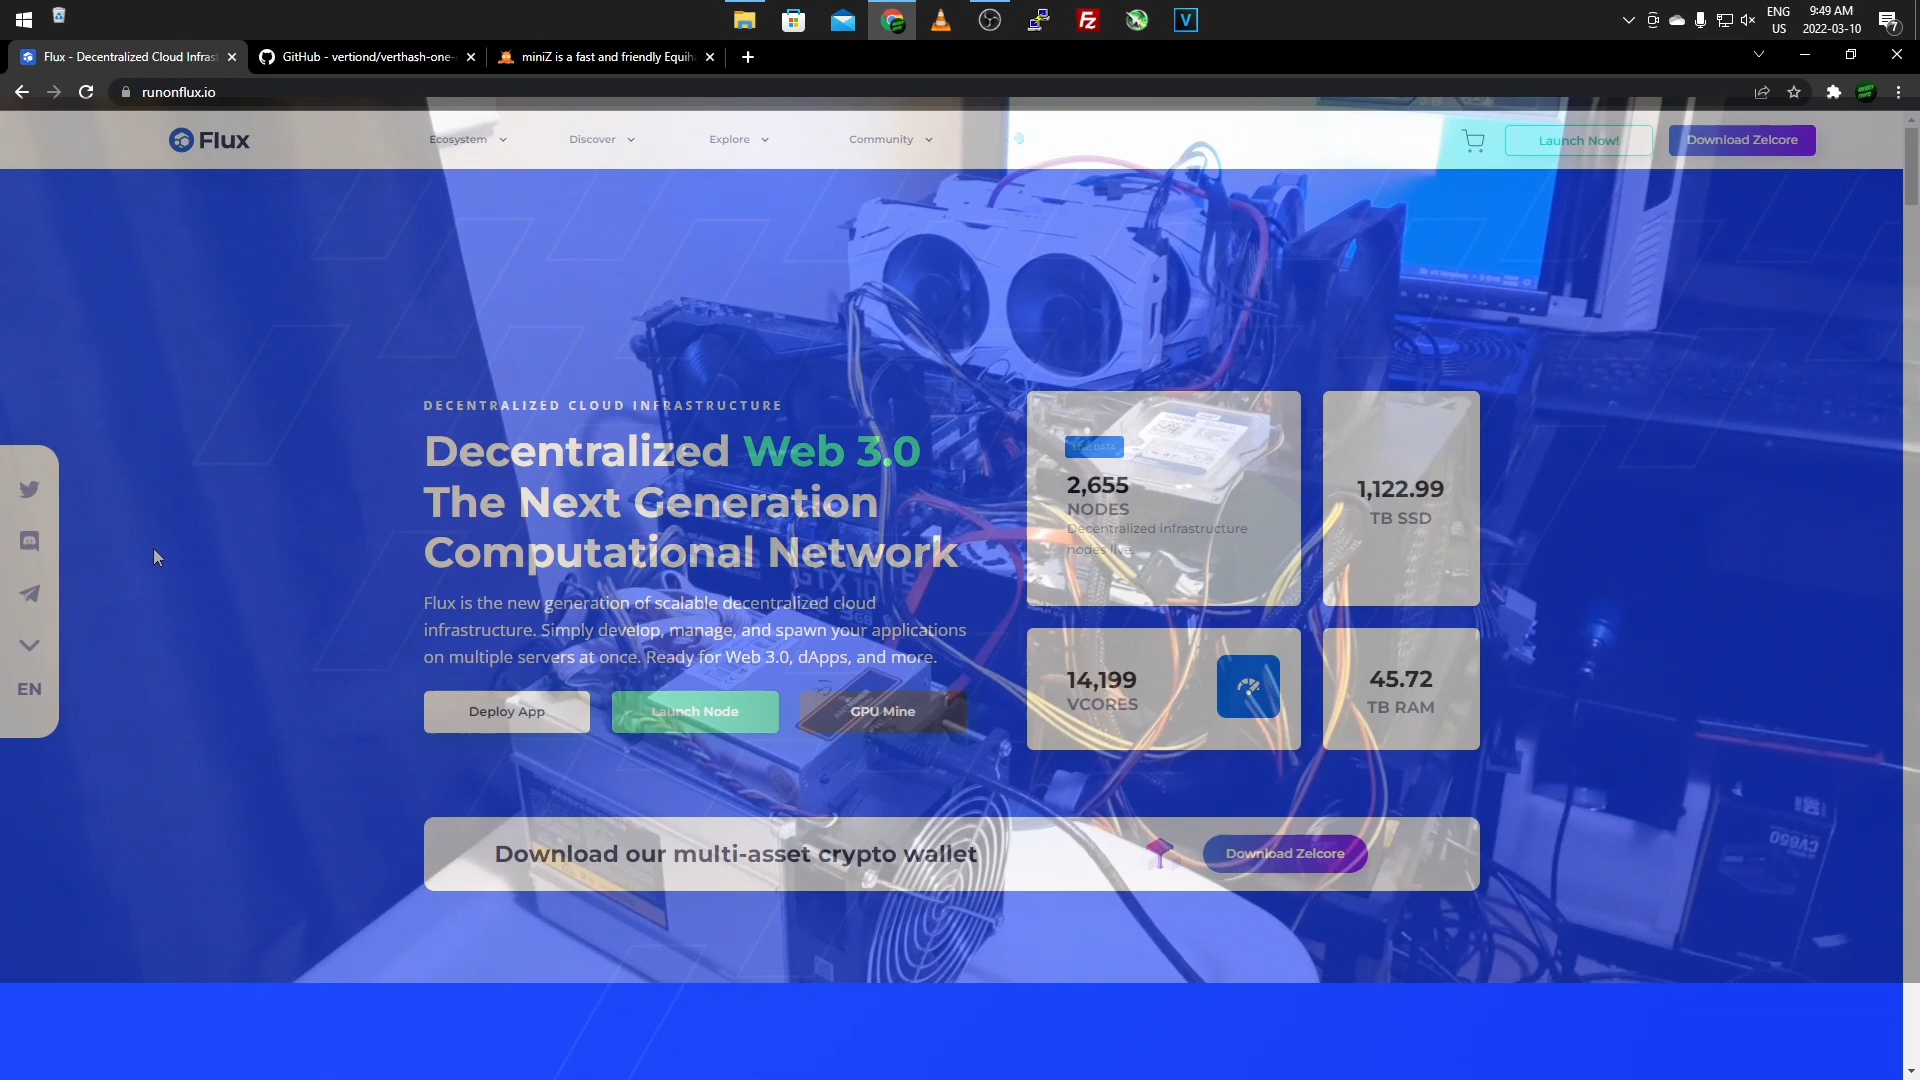 ENG
US
9:49 AM
2022-03-10
7
Flux - Decentralized Cloud Infras
GitHub - vertiond/verthash-one-
miniZ is a fast and friendly Equih
runonflux.io
Flux
Ecosystem
Discover
Explore
Community
Launch Now!
Download Zelcore
DECENTRALIZED CLOUD INFRASTRUCTURE
Decentralized Web 3.0
The Next Generation
Computational Network
Flux is the new generation of scalable decentralized cloud
infrastructure. Simply develop, manage, and spawn your applications
on multiple servers at once. Ready for Web 3.0, dApps, and more.
Deploy App
Launch Node
GPU Mine
LIVE DATA
2,655
NODES
Decentralized infrastructure
nodes live
1,122.99
TB SSD
14,199
VCORES
45.72
TB RAM
EN
Download our multi-asset crypto wallet
Download Zelcore
CV650